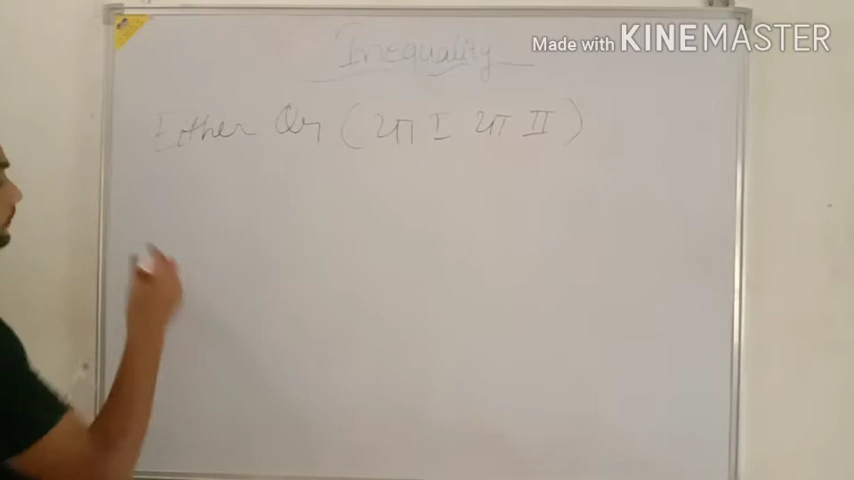 Inequality
Made with KINEMASTER
Either Or (या I या II)